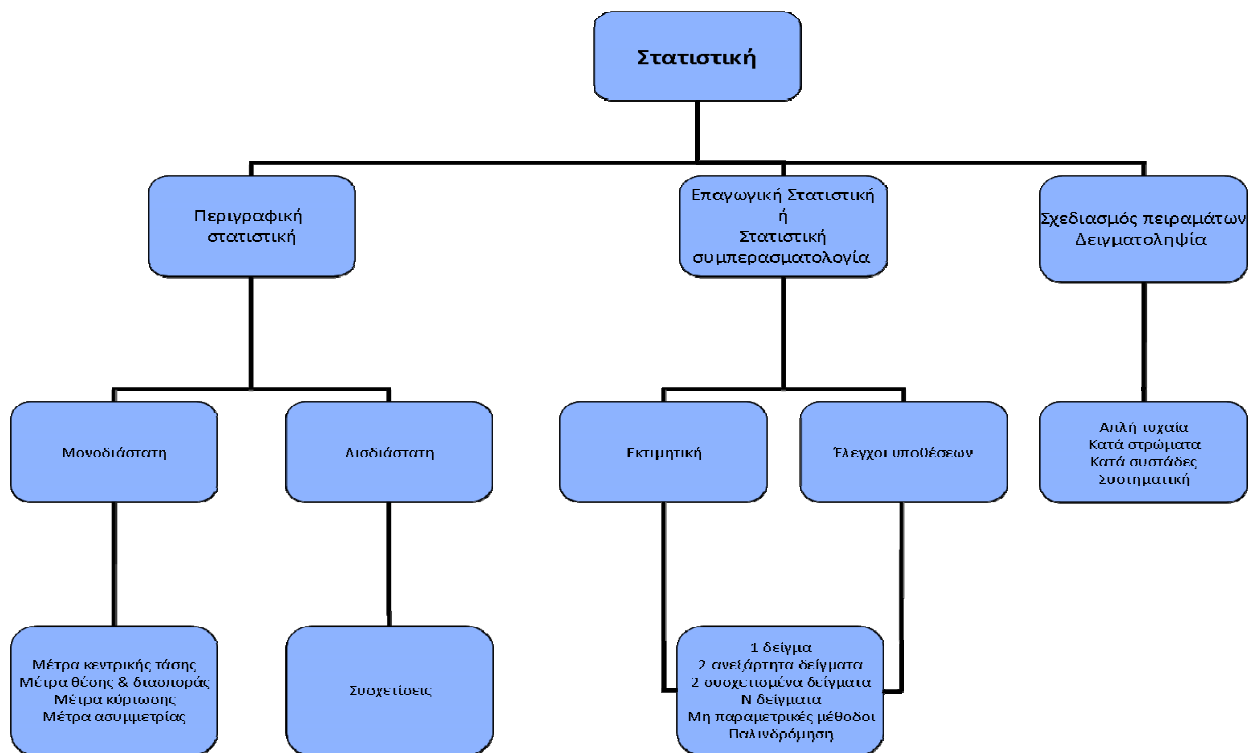 Στατιστική
Περιγραφική
στατιστική
Επαγωγική Στατιστική
ή
Στατιστική
συμπερασματολογία
Σχεδιασμός πειραμάτων
Δειγματοληψία
Μονοδιάστατη
Δισδιάστατη
Εκτιμητική
Έλεγχοι υποθέσεων
Απλή τυχαία
Κατά στρώματα
Κατά συστάδες
Συστηματική
Μέτρα κεντρικής τάσης
Μέτρα θέσης & διασποράς
Μέτρα κύρτωσης
Μέτρα ασυμμετρίας
Συσχετίσεις
1 δείγμα
2 ανεξάρτητα δείγματα
2 συσχετισμένα δείγματα
Ν δείγματα
Μη παραμετρικές μέθοδοι
Παλινδρόμηση